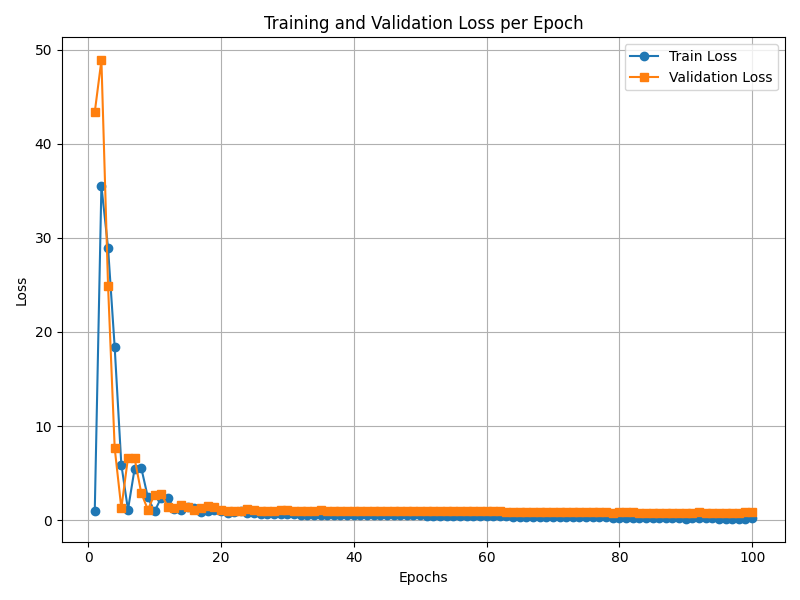 Training and Validation Loss per Epoch
Train Loss
Validation Loss
Loss
50
40
30
20
10
0
0 20 40 60 80 100
Epochs